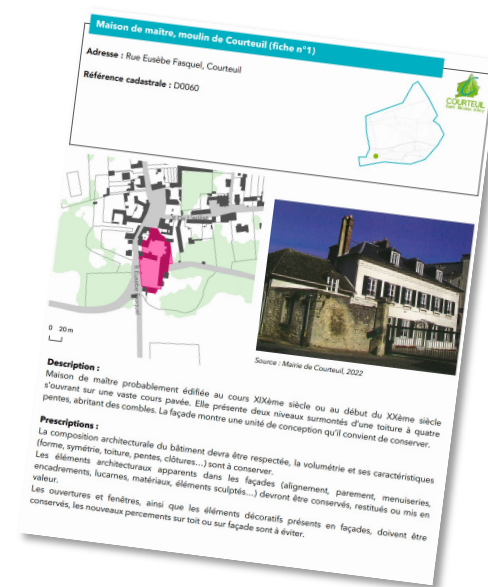 Maison de maître, moulin de Courteuil (fiche n°1)
Adresse : Rue Eusèbe Fasquel, Courteuil
Référence cadastrale : D0060
COURTEUIL
0 20 m
Source : Mairie de Courteuil, 2022
Description :
Maison de maître probablement édifiée au cours XIXème siècle ou au début du XXème siècle
s'ouvrant sur une vaste cours pavée. Elle présente deux niveaux surmontés d'une toiture à quatre
pentes, abritant des combles. La façade montre une unité de conception qu'il convient de conserver.
Prescriptions :
La composition architecturale du bâtiment devra être respectée, la volumétrie et ses caractéristiques
(forme, symétrie, toiture, pentes, clôtures...) sont à conserver.
Les éléments architecturaux apparents dans les façades (alignement, parement, menuiseries,
encadrements, lucarnes, matériaux, éléments sculptés...) devront être conservés, restitués ou mis en
valeur.
Les ouvertures et fenêtres, ainsi que les éléments décoratifs présents en façades, doivent être
conservés, les nouveaux percements sur toit ou sur façade sont à éviter.